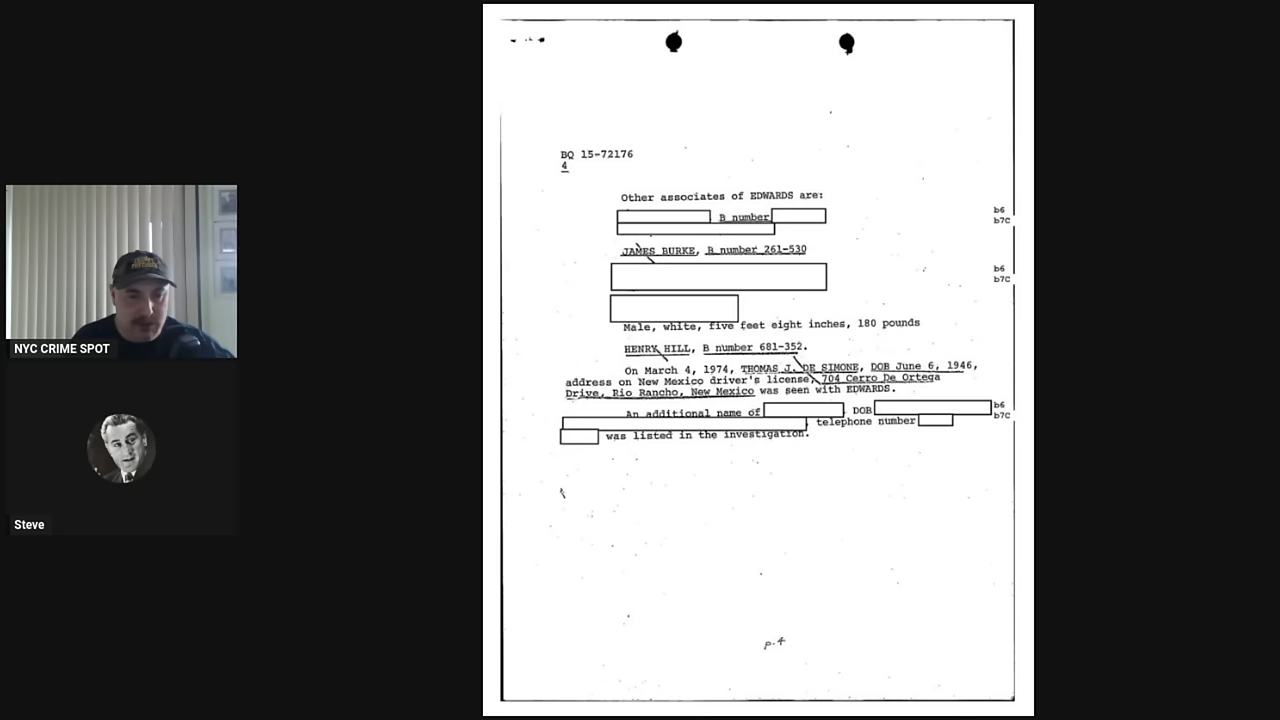 BQ 15-72176
4
Other associates of EDWARDS are:
B number
b6
b7C
JAMES BURKE, B number 261-530
b6
b7C
Male, white, five feet eight inches, 180 pounds
HENRY HILL, B number 681-352.
On March 4, 1974, THOMAS J. DE SIMONE, DOB June 6, 1946,
address on New Mexico driver's license, 704 Cerro De Ortega
Drive, Rio Rancho, New Mexico was seen with EDWARDS.
An additional name of , DOB
b6
b7C
, telephone number
was listed in the investigation.
p.4
NYC CRIME SPOT
Steve